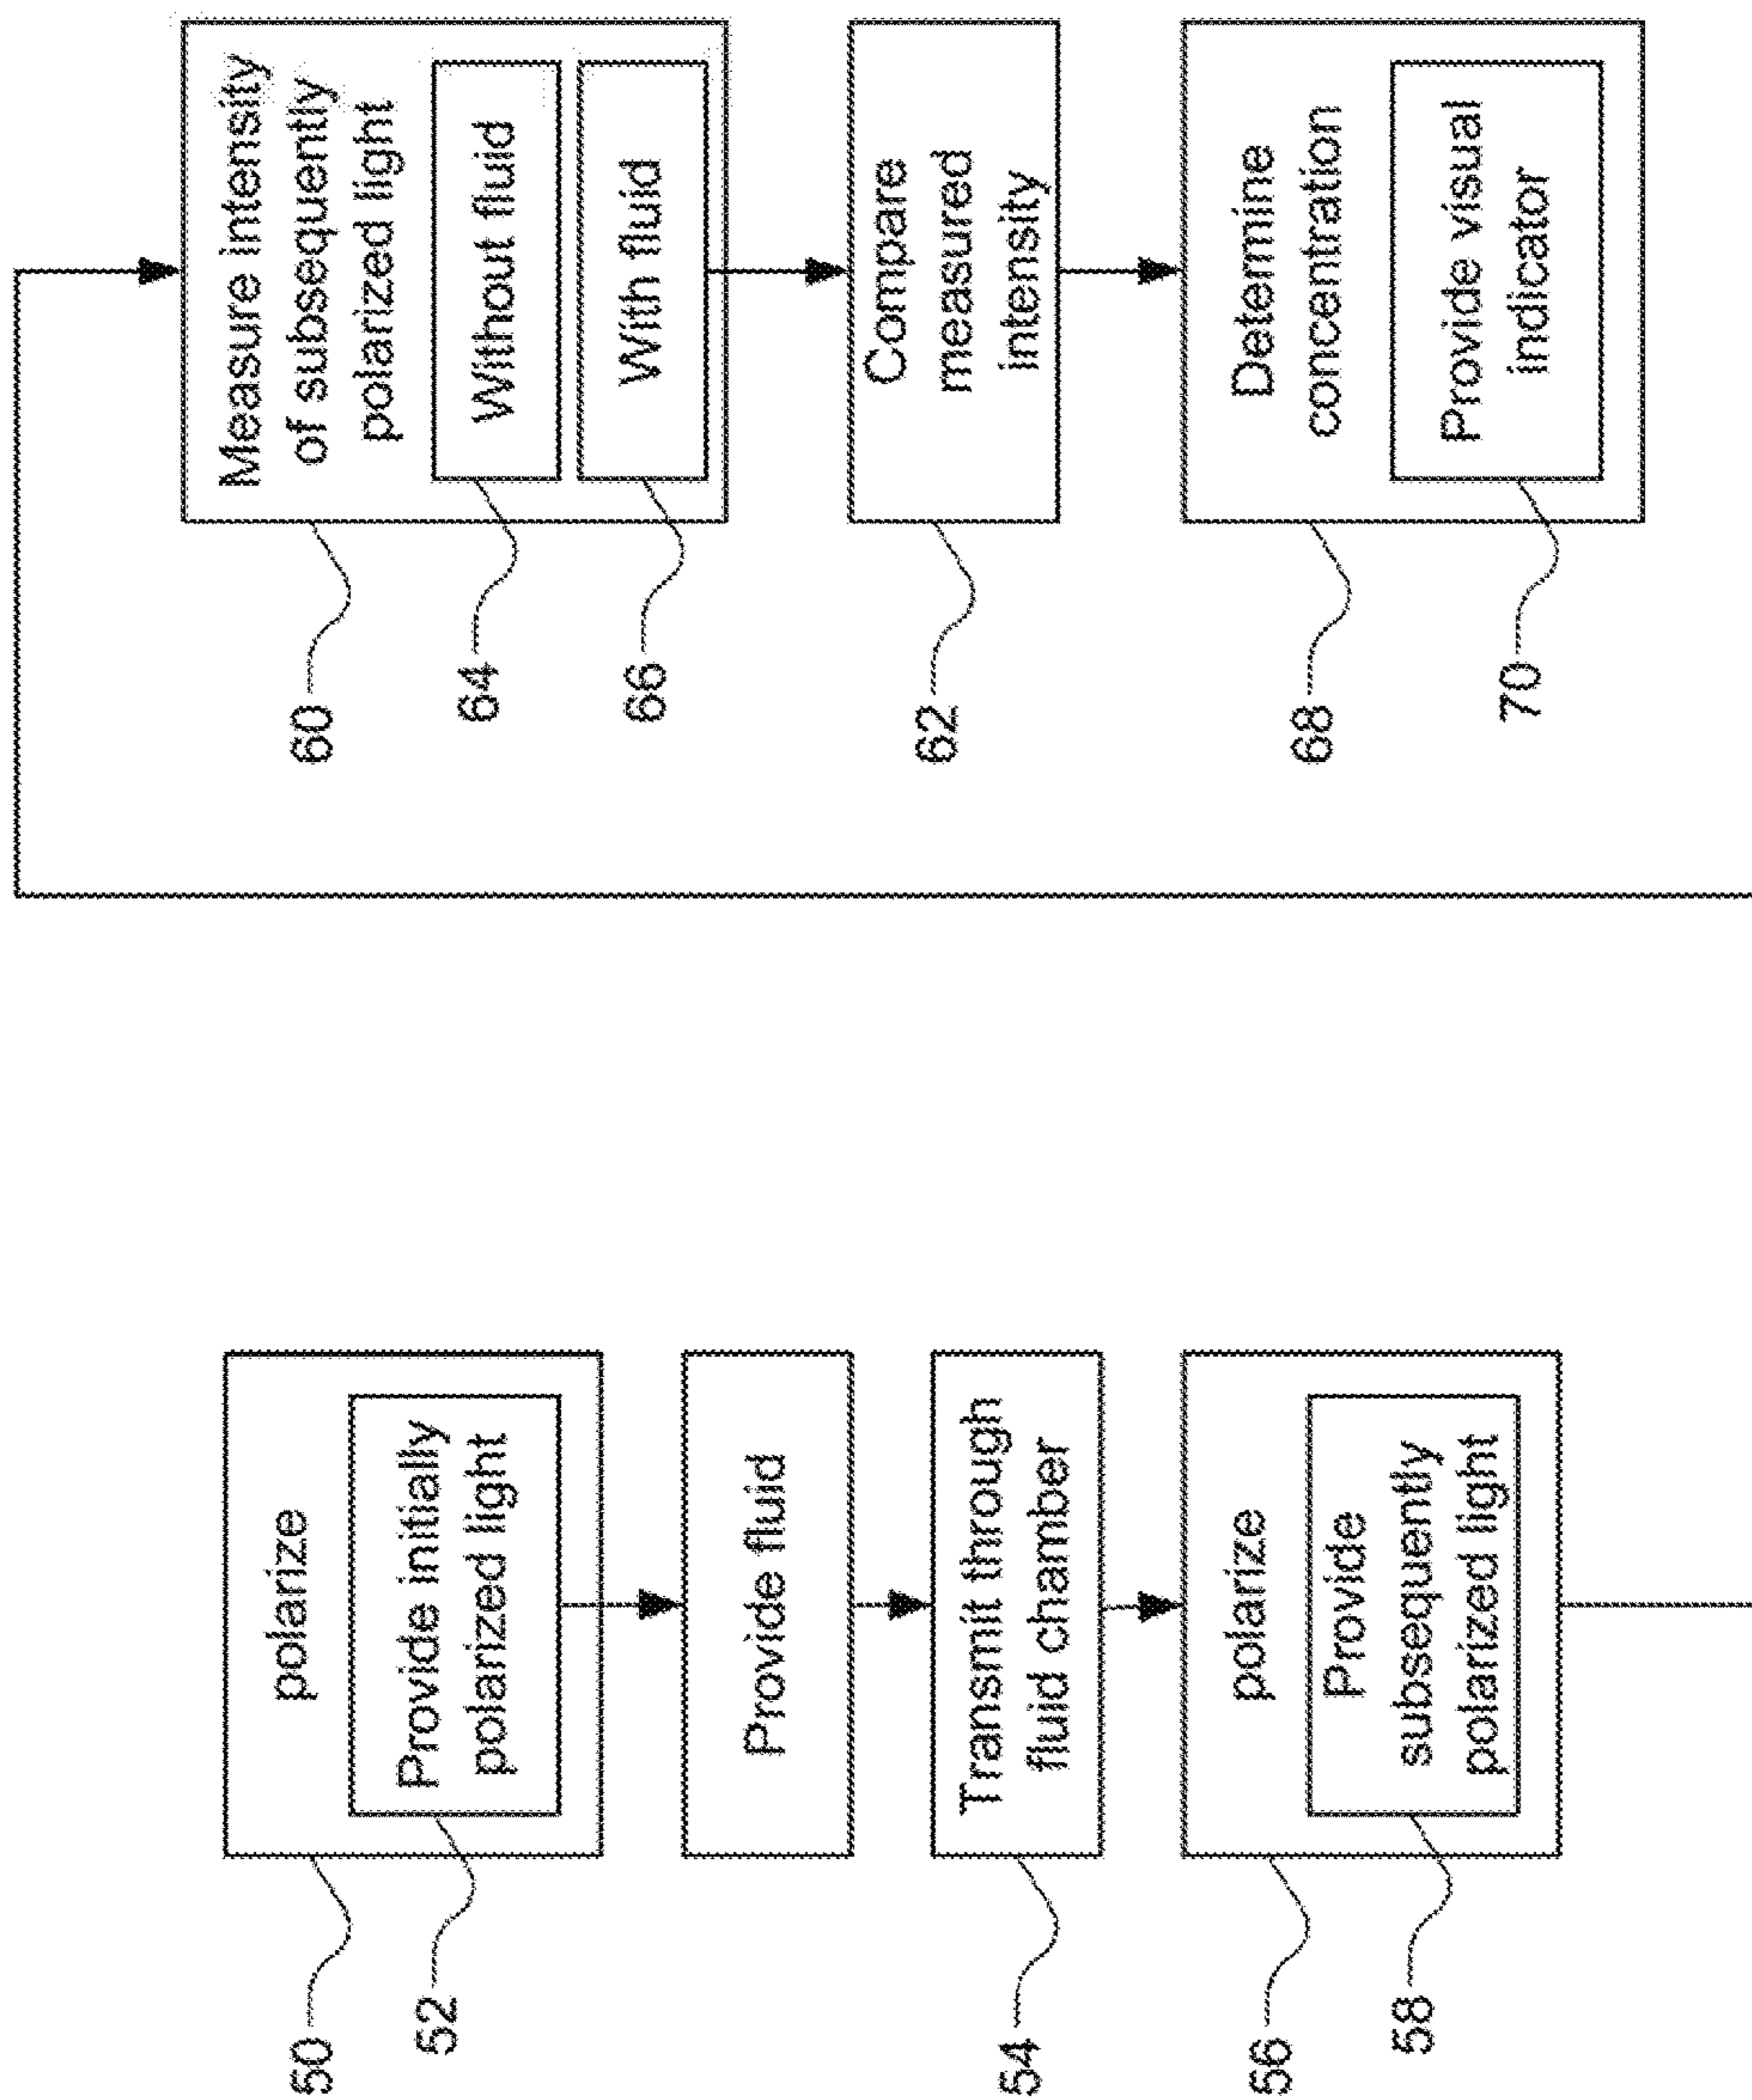 50
polarize
52
Provide initially
polarized light
Provide fluid
54
Transmit through
fluid chamber
56
polarize
58
Provide
subsequently
polarized light
60
Measure intensity
of subsequently
polarized light
64
Without fluid
66
With fluid
62
Compare
measured
intensity
68
Determine
concentration
70
Provide visual
indicator